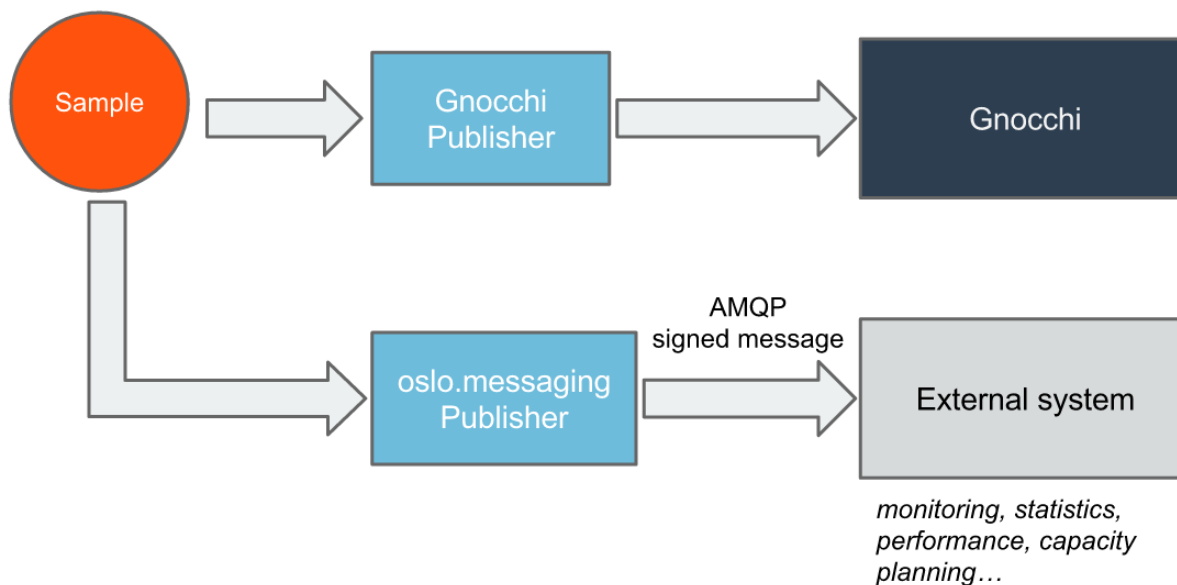 Sample
Gnocchi
Publisher
Gnocchi
AMQP
signed message
oslo.messaging
Publisher
External system
monitoring, statistics,
performance, capacity
planning…